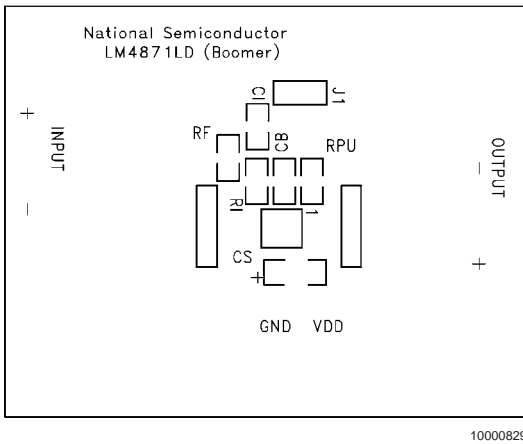 National Semiconductor
LM4871LD (Boomer)
+
INPUT
-
CI
J1
RF
CB
RPU
RI
1
OUTPUT
-
+
CS
+
GND VDD
10000829